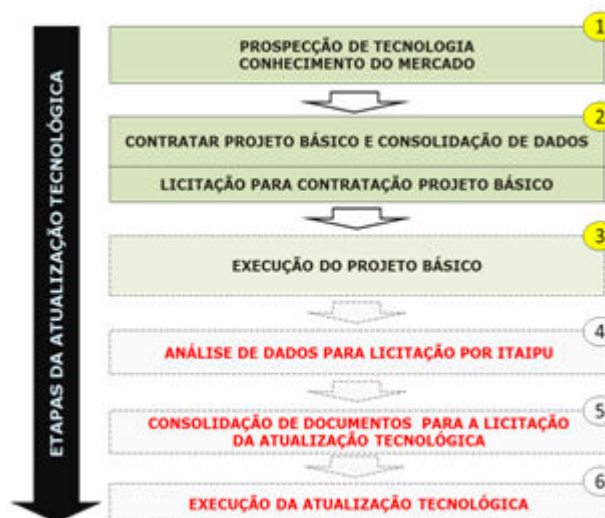 ETAPAS DA ATUALIZAÇÃO TECNOLÓGICA
1
PROSPECÇÃO DE TECNOLOGIA
CONHECIMENTO DO MERCADO
2
CONTRATAR PROJETO BÁSICO E CONSOLIDAÇÃO DE DADOS
LICITAÇÃO PARA CONTRATAÇÃO PROJETO BÁSICO
3
EXECUÇÃO DO PROJETO BÁSICO
4
ANÁLISE DE DADOS PARA LICITAÇÃO POR ITAIPU
5
CONSOLIDAÇÃO DE DOCUMENTOS PARA A LICITAÇÃO
DA ATUALIZAÇÃO TECNOLÓGICA
6
EXECUÇÃO DA ATUALIZAÇÃO TECNOLÓGICA